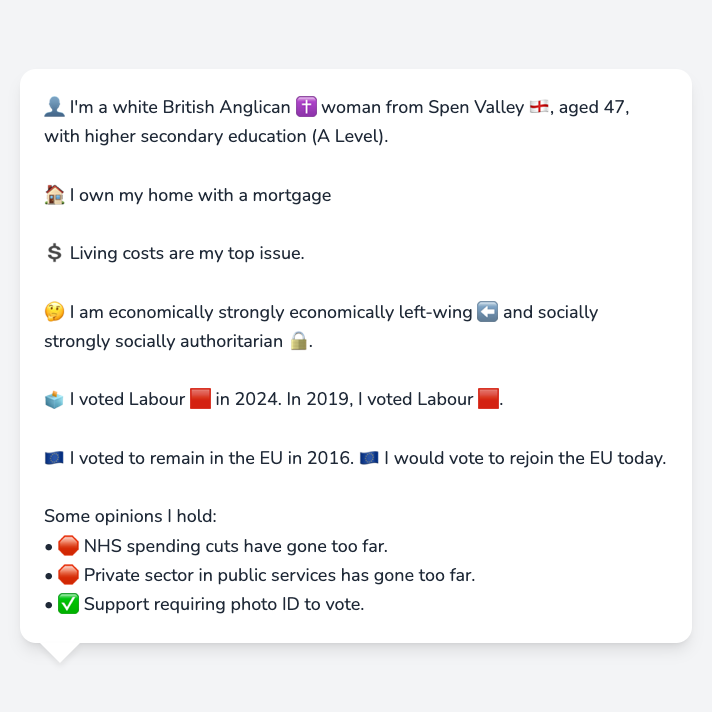 👤 I'm a white British Anglican ✝️ woman from Spen Valley 🏴󠁧󠁢󠁥󠁮󠁧󠁿, aged 47,
with higher secondary education (A Level).
🏠 I own my home with a mortgage
💲 Living costs are my top issue.
🤔 I am economically strongly economically left-wing ⬅️ and socially
strongly socially authoritarian 🔒.
🗳️ I voted Labour 🟥 in 2024. In 2019, I voted Labour 🟥.
🇪🇺 I voted to remain in the EU in 2016. 🇪🇺 I would vote to rejoin the EU today.
Some opinions I hold:
• 🛑 NHS spending cuts have gone too far.
• 🛑 Private sector in public services has gone too far.
• ✅ Support requiring photo ID to vote.